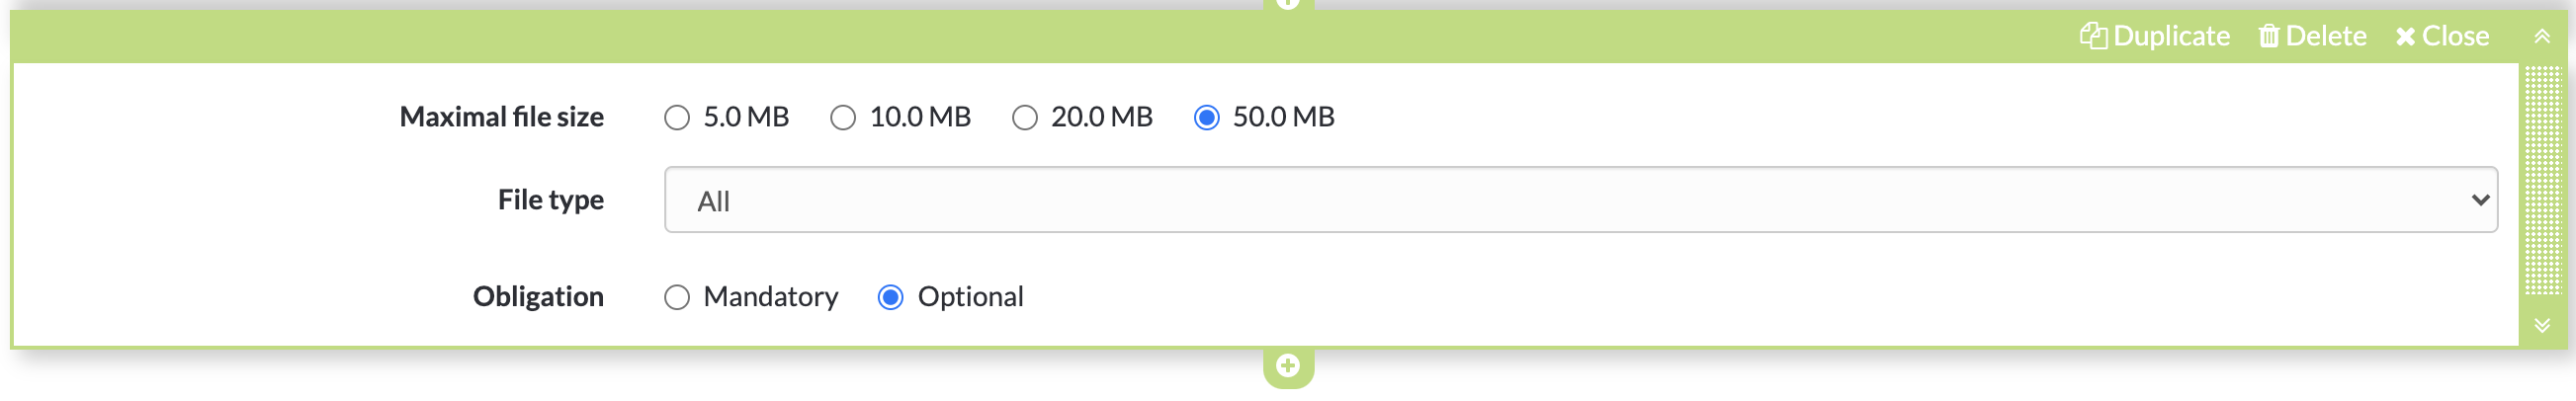 Duplicate Delete Close
Maximal file size 5.0 MB 10.0 MB 20.0 MB 50.0 MB
File type All
Obligation Mandatory Optional